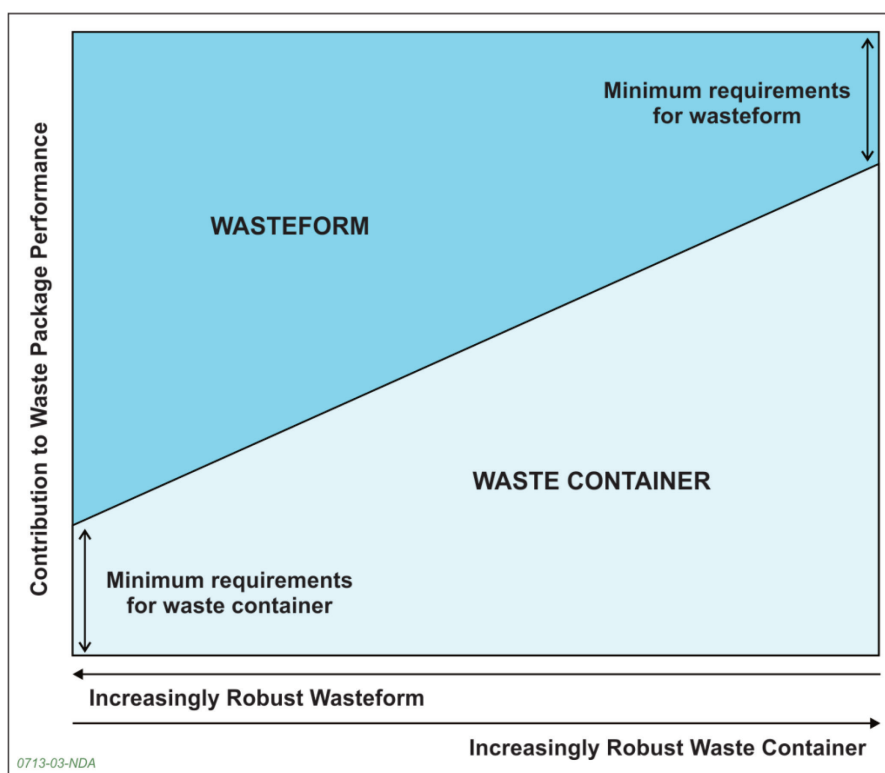 Contribution to Waste Package Performance
Minimum requirements
for wasteform
WASTEFORM
WASTE CONTAINER
Minimum requirements
for waste container
Increasingly Robust Wasteform
Increasingly Robust Waste Container
0713-03-NDA